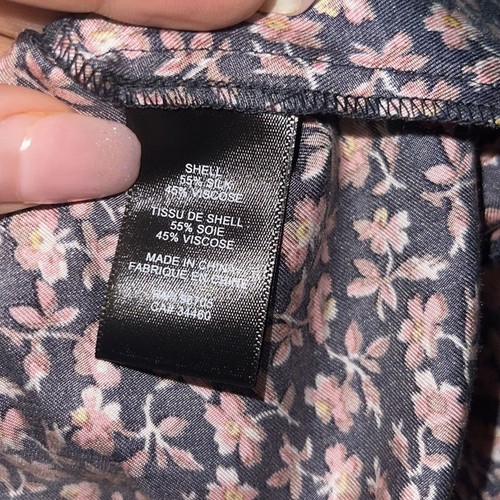 SHELL
55% SILK
45% VISCOSE
TISSU DE SHELL
55% SOIE
45% VISCOSE
MADE IN CHINA
FABRIQUE EN CHINE
CA# 34460